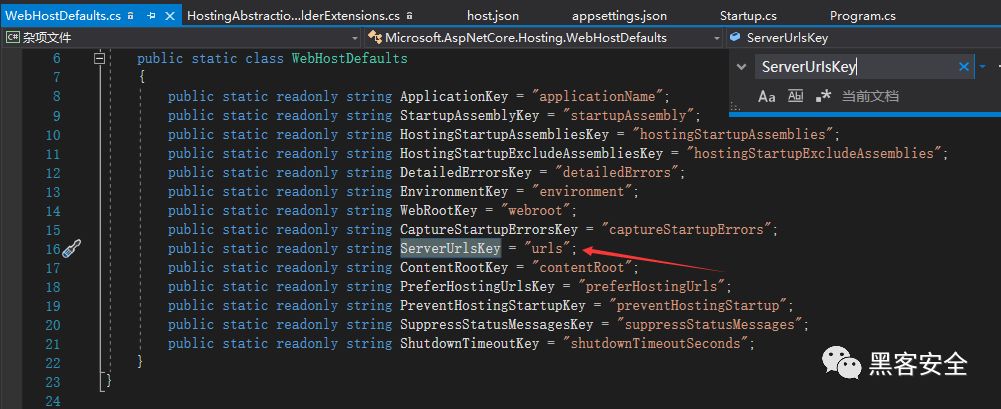 WebHostDefaults.cs HostingAbstractio...lderExtensions.cs host.json appsettings.json Startup.cs Program.cs
C# 杂项文件 Microsoft.AspNetCore.Hosting.WebHostDefaults ServerUrlsKey
ServerUrlsKey
Aa Ab .* 当前文档
6 public static class WebHostDefaults
7 {
8 public static readonly string ApplicationKey = "applicationName";
9 public static readonly string StartupAssemblyKey = "startupAssembly";
10 public static readonly string HostingStartupAssembliesKey = "hostingStartupAssemblies";
11 public static readonly string HostingStartupExcludeAssembliesKey = "hostingStartupExcludeAssemblies";
12 public static readonly string DetailedErrorsKey = "detailedErrors";
13 public static readonly string EnvironmentKey = "environment";
14 public static readonly string WebRootKey = "webroot";
15 public static readonly string CaptureStartupErrorsKey = "captureStartupErrors";
16 public static readonly string ServerUrlsKey = "urls";
17 public static readonly string ContentRootKey = "contentRoot";
18 public static readonly string PreferHostingUrlsKey = "preferHostingUrls";
19 public static readonly string PreventHostingStartupKey = "preventHostingStartup";
20 public static readonly string SuppressStatusMessagesKey = "suppressStatusMessages";
21 public static readonly string ShutdownTimeoutKey = "shutdownTimeoutSeconds";
22 }
23 }
24
黑客安全